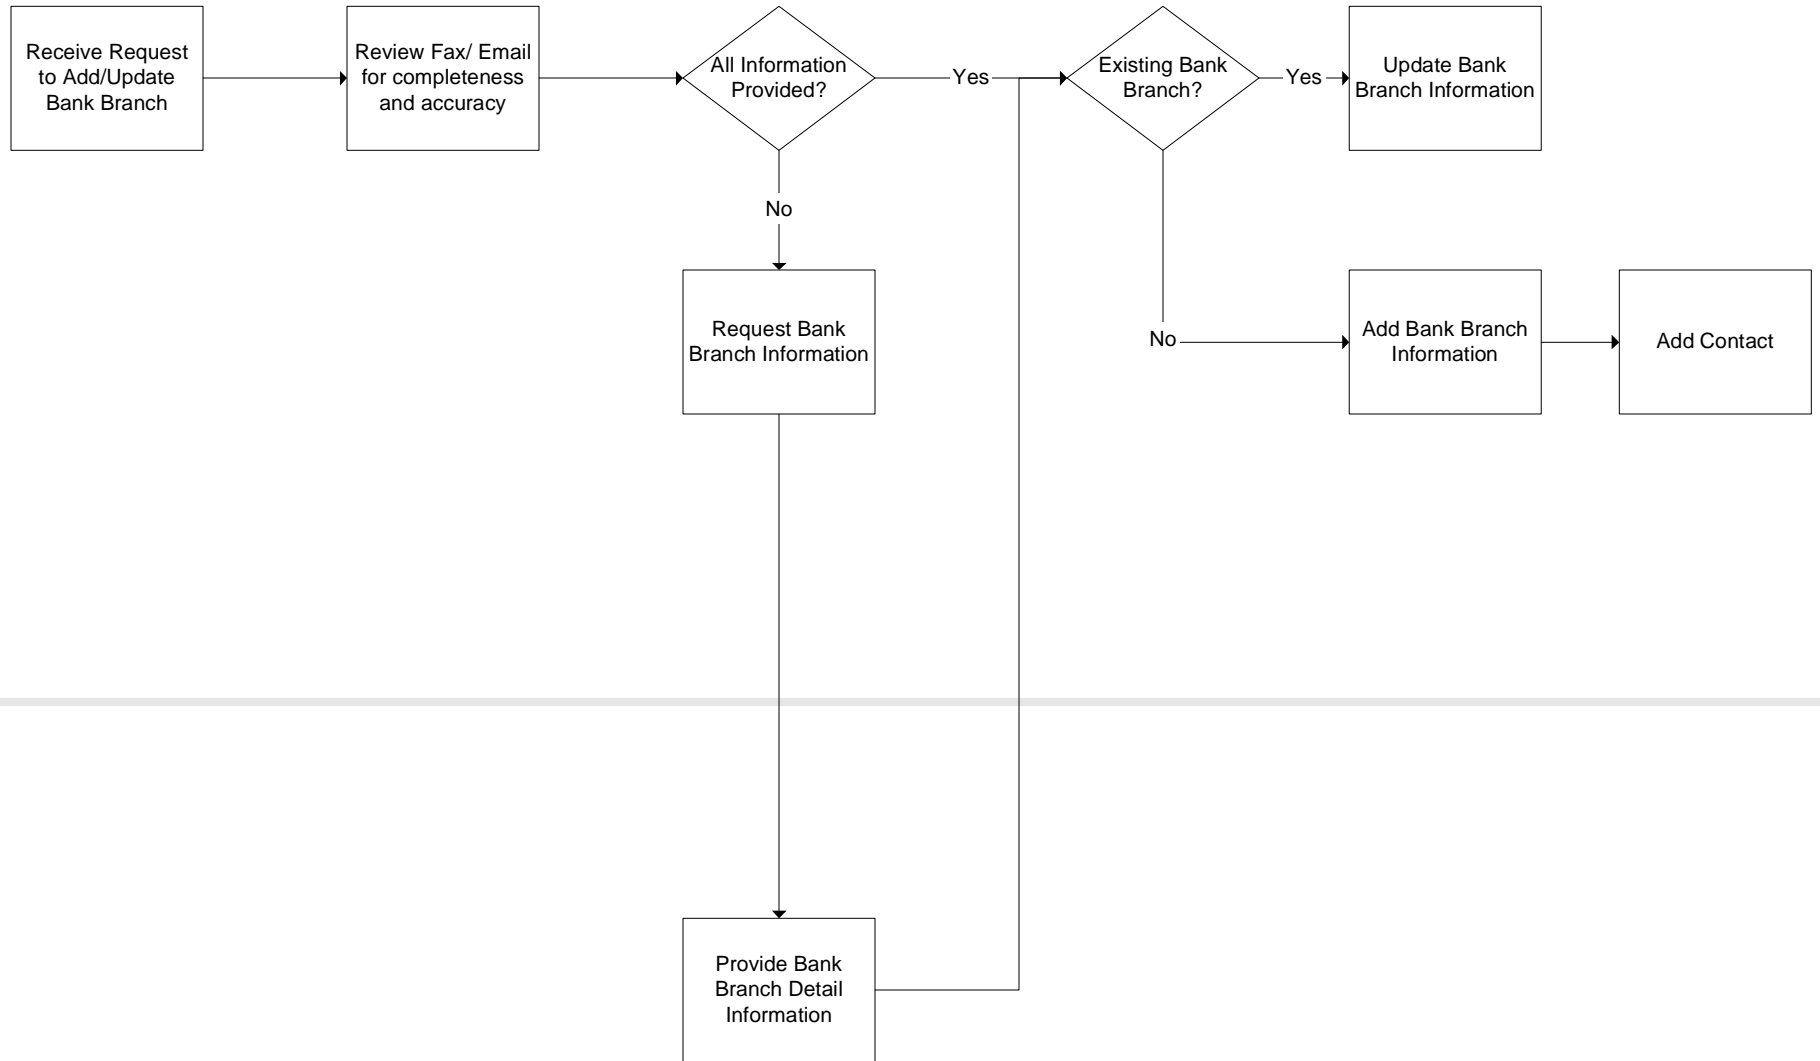 Receive Request
to Add/Update
Bank Branch
Review Fax/ Email
for completeness
and accuracy
All Information
Provided?
Yes
Existing Bank
Branch?
Yes
Update Bank
Branch Information
No
Request Bank
Branch Information
No
Add Bank Branch
Information
Add Contact
Provide Bank
Branch Detail
Information